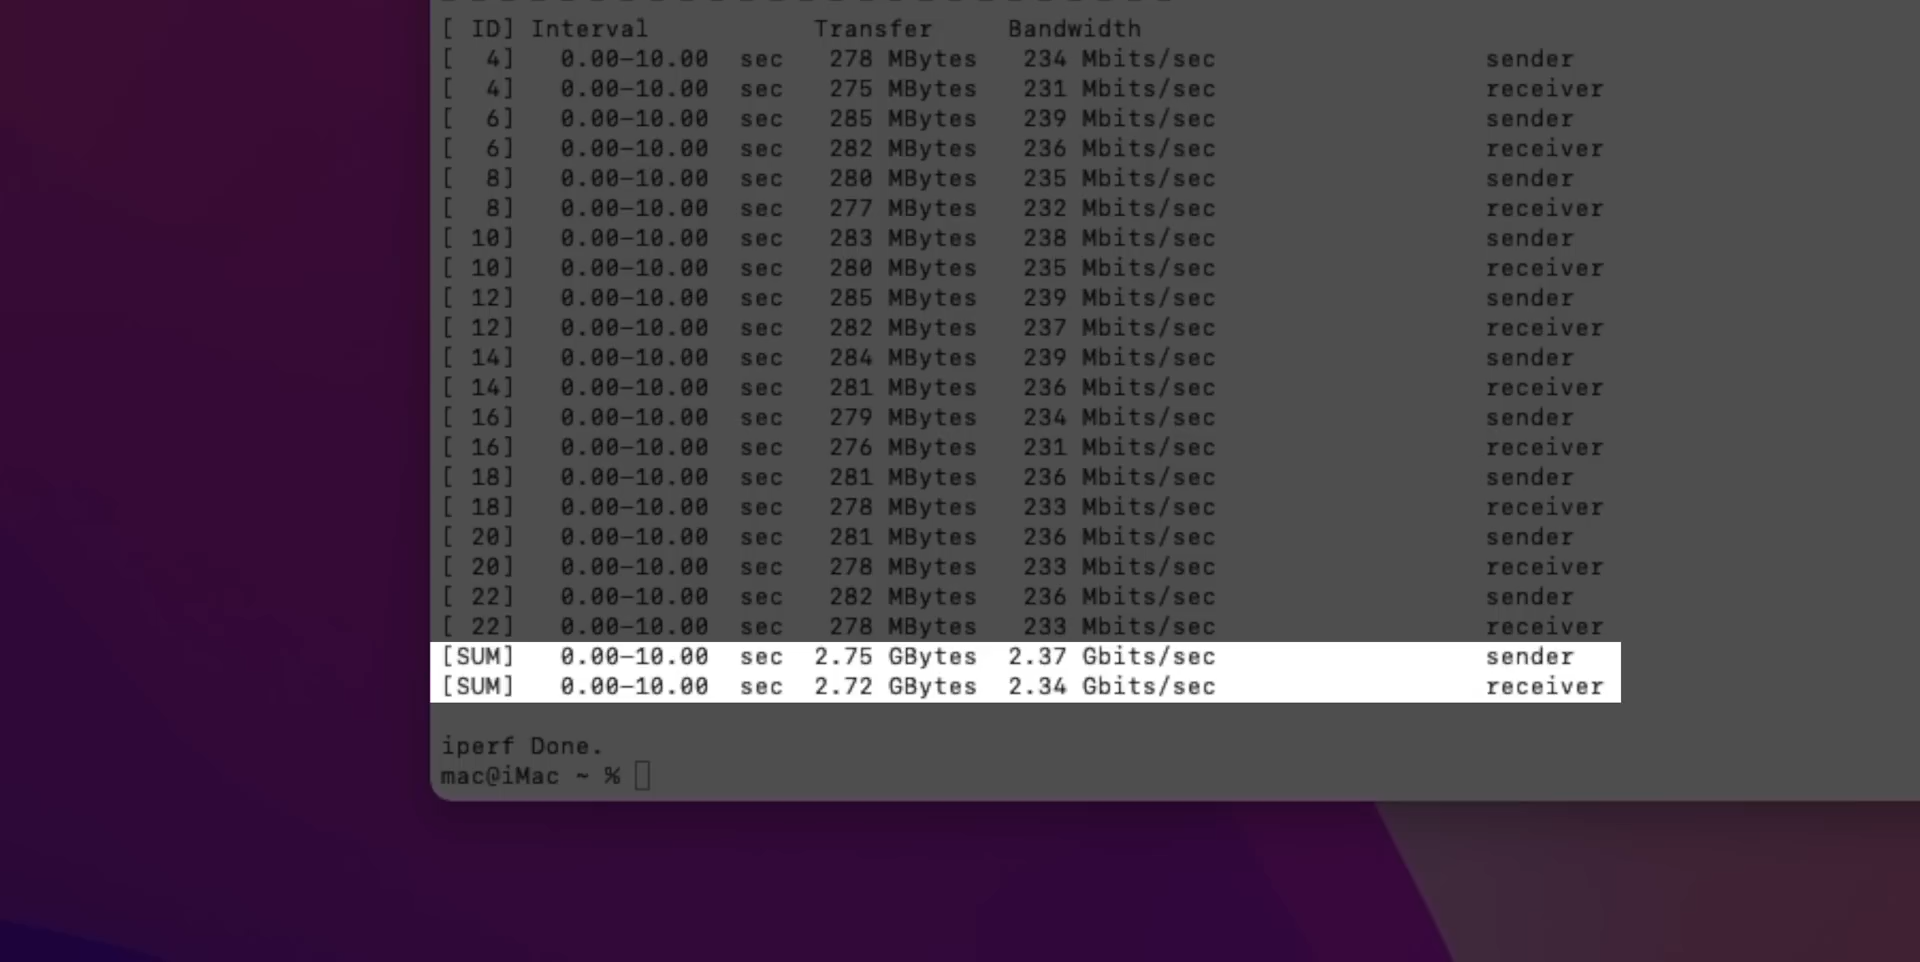 [ ID] Interval Transfer Bandwidth
[ 4] 0.00-10.00 sec 278 MBytes 234 Mbits/sec sender
[ 4] 0.00-10.00 sec 275 MBytes 231 Mbits/sec receiver
[ 6] 0.00-10.00 sec 285 MBytes 239 Mbits/sec sender
[ 6] 0.00-10.00 sec 282 MBytes 236 Mbits/sec receiver
[ 8] 0.00-10.00 sec 280 MBytes 235 Mbits/sec sender
[ 8] 0.00-10.00 sec 277 MBytes 232 Mbits/sec receiver
[ 10] 0.00-10.00 sec 283 MBytes 238 Mbits/sec sender
[ 10] 0.00-10.00 sec 280 MBytes 235 Mbits/sec receiver
[ 12] 0.00-10.00 sec 285 MBytes 239 Mbits/sec sender
[ 12] 0.00-10.00 sec 282 MBytes 237 Mbits/sec receiver
[ 14] 0.00-10.00 sec 284 MBytes 239 Mbits/sec sender
[ 14] 0.00-10.00 sec 281 MBytes 236 Mbits/sec receiver
[ 16] 0.00-10.00 sec 279 MBytes 234 Mbits/sec sender
[ 16] 0.00-10.00 sec 276 MBytes 231 Mbits/sec receiver
[ 18] 0.00-10.00 sec 281 MBytes 236 Mbits/sec sender
[ 18] 0.00-10.00 sec 278 MBytes 233 Mbits/sec receiver
[ 20] 0.00-10.00 sec 281 MBytes 236 Mbits/sec sender
[ 20] 0.00-10.00 sec 278 MBytes 233 Mbits/sec receiver
[ 22] 0.00-10.00 sec 282 MBytes 236 Mbits/sec sender
[ 22] 0.00-10.00 sec 278 MBytes 233 Mbits/sec receiver
[SUM] 0.00-10.00 sec 2.75 GBytes 2.37 Gbits/sec sender
[SUM] 0.00-10.00 sec 2.72 GBytes 2.34 Gbits/sec receiver
iperf Done.
mac@iMac ~ %